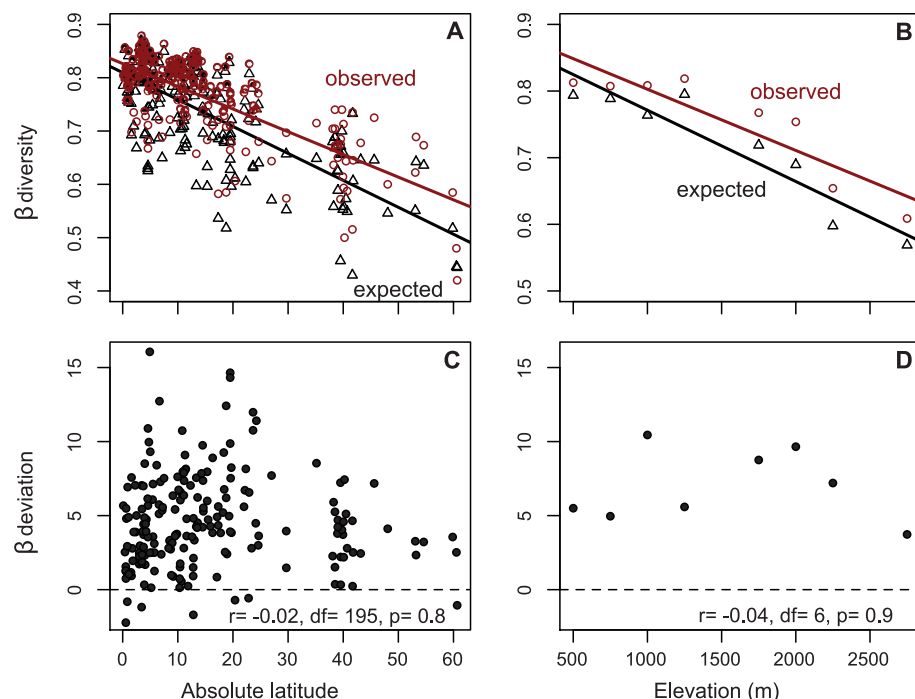 A
B
β diversity
0.4 0.5 0.6 0.7 0.8 0.9
observed
expected
0.5 0.6 0.7 0.8 0.9
observed
expected
C
D
β deviation
0 5 10 15
r= -0.02, df= 195, p= 0.8
0 5 10 15
r= -0.04, df= 6, p= 0.9
0 10 20 30 40 50 60
500 1000 1500 2000 2500
Absolute latitude
Elevation (m)